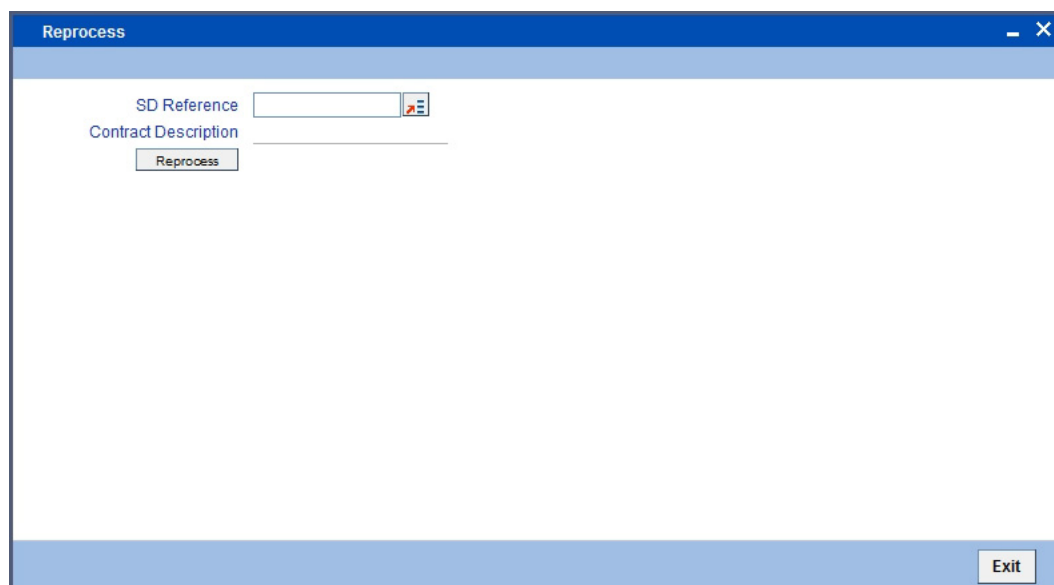 Reprocess
SD Reference
Contract Description
Reprocess
Exit